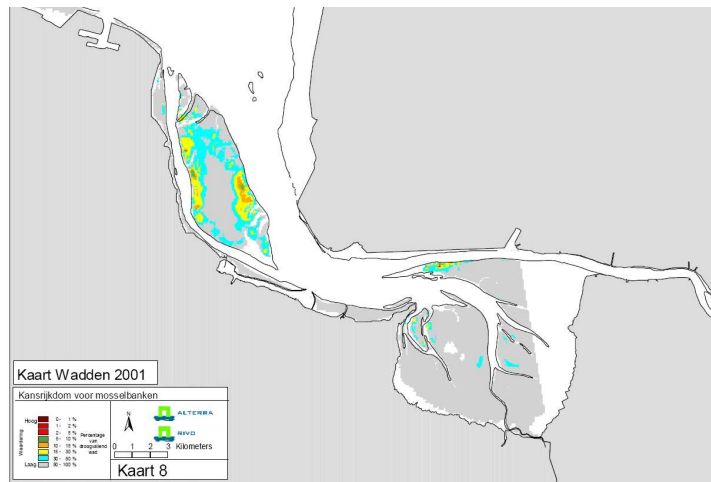 Kaart Wadden 2001
Kansrijkdom voor mosselbanken
Hoog
0- 1 %
1- 2 %
2- 5 %
5- 10 %
10 - 15 %
15 - 30 %
30 - 50 %
Laag
50 - 100 %
Waardering
Percentage
van
droogvallend
wad
N
ALTERRA
RIVO
0 1 2 3 Kilometers
Kaart 8